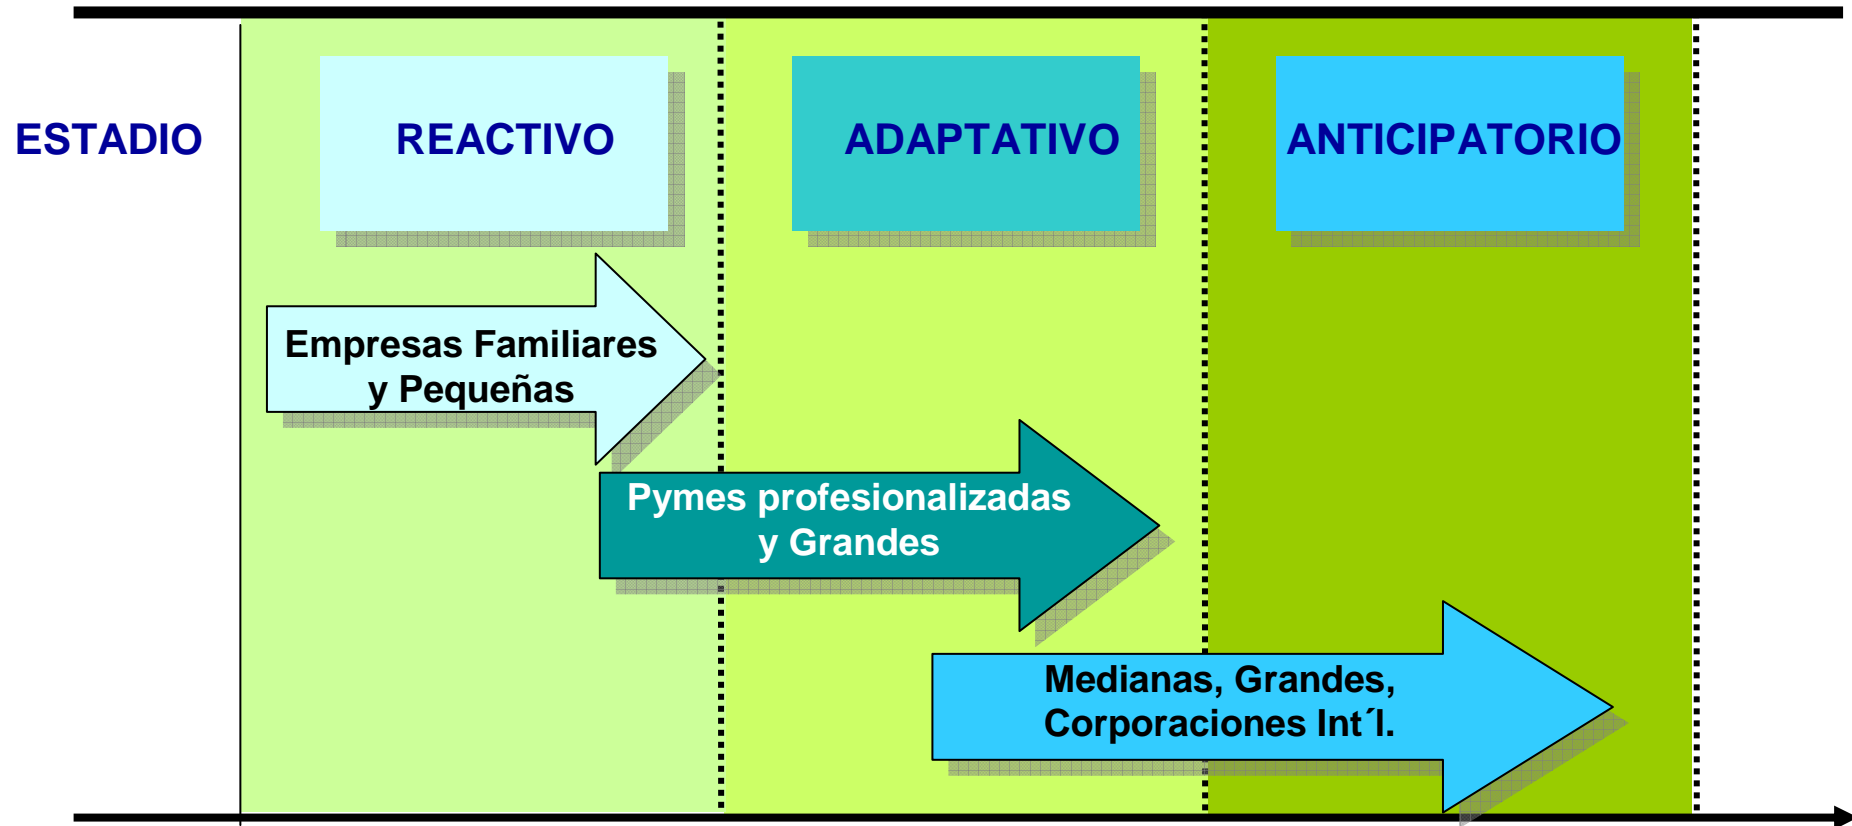 ESTADIO
REACTIVO
ADAPTATIVO
ANTICIPATORIO
Empresas Familiares
y Pequeñas
Pymes profesionalizadas
y Grandes
Medianas, Grandes,
Corporaciones Int´l.